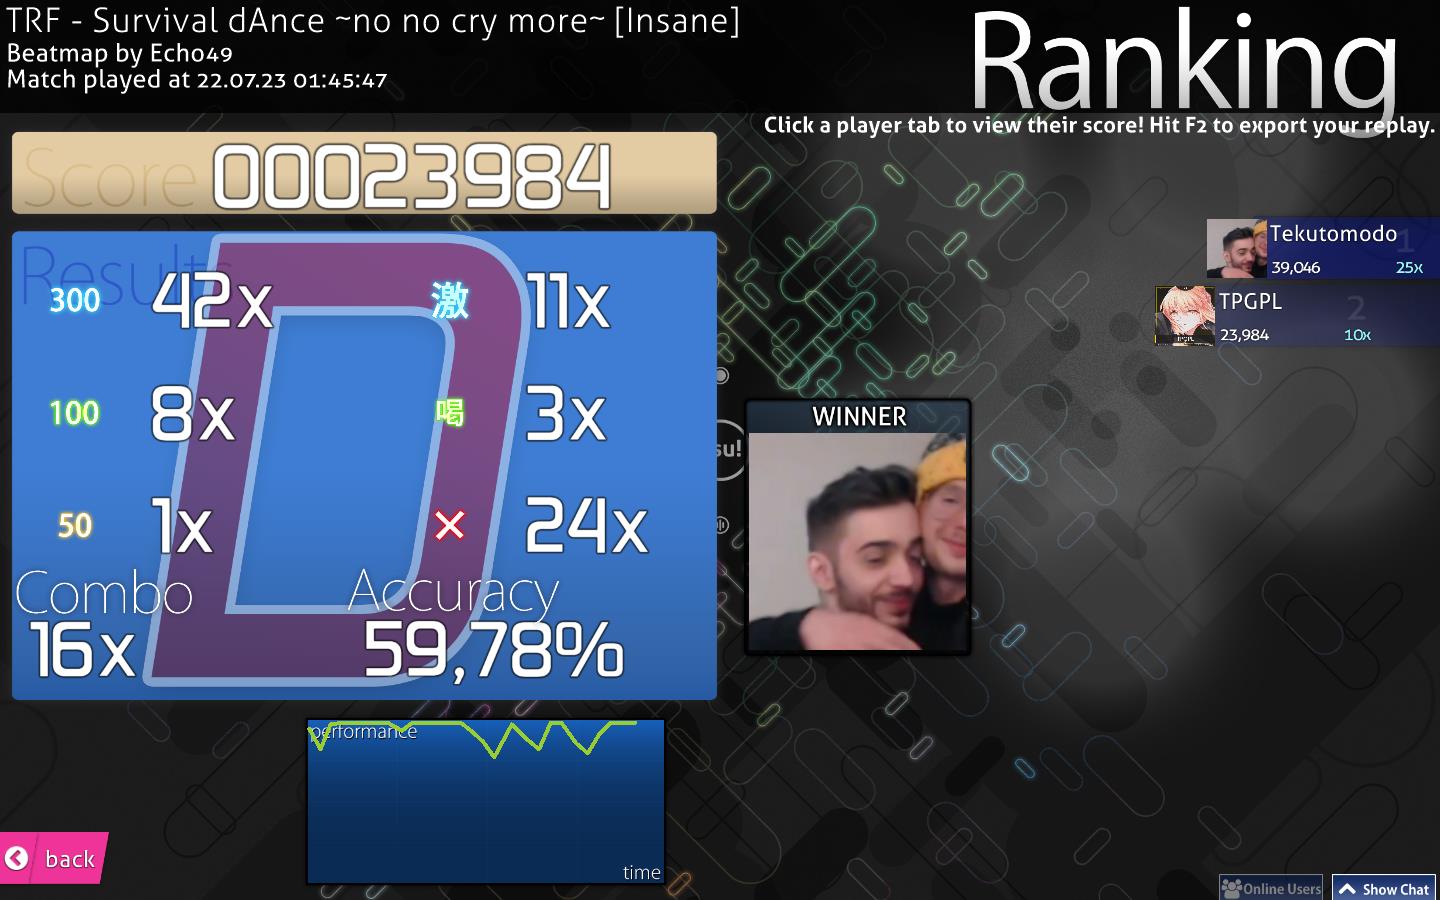 TRF - Survival dAnce ~no no cry more~ [Insane]
Beatmap by Echo49
Match played at 22.07.23 01:45:47
Ranking
Click a player tab to view their score! Hit F2 to export your replay.
Score 00023984
Results
300 42x 激 11x
100 8x 喝 3x
50 1x 24x
Combo Accuracy
16x 59,78%
D
performance
time
Tekutomodo 1
39,046 25x
TPGPL 2
23,984 10x
WINNER
su!
back
Online Users
Show Chat